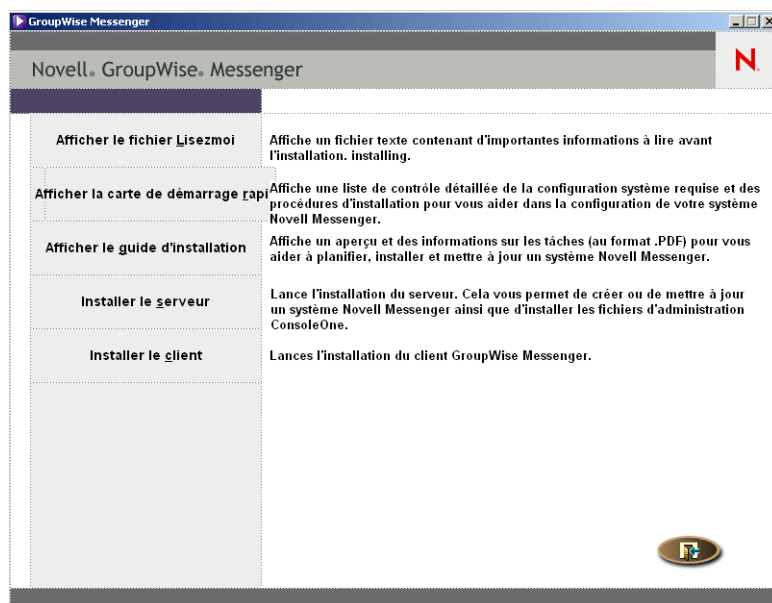 GroupWise Messenger
Novell® GroupWise® Messenger
N®
Afficher le fichier Lisezmoi
Affiche un fichier texte contenant d'importantes informations à lire avant
l'installation. installing.
Afficher la carte de démarrage rapi
Affiche une liste de contrôle détaillée de la configuration système requise et des
procédures d'installation pour vous aider dans la configuration de votre système
Novell Messenger.
Afficher le guide d'installation
Affiche un aperçu et des informations sur les tâches (au format .PDF) pour vous
aider à planifier, installer et mettre à jour un système Novell Messenger.
Installer le serveur
Lance l'installation du serveur. Cela vous permet de créer ou de mettre à jour
un système Novell Messenger ainsi que d'installer les fichiers d'administration
ConsoleOne.
Installer le client
Lances l'installation du client GroupWise Messenger.